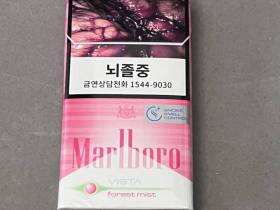 뇌졸중
금연상담전화 1544-9030
SMOKE
SMELL
CONTROL
Marlboro
VISTA
forest mist